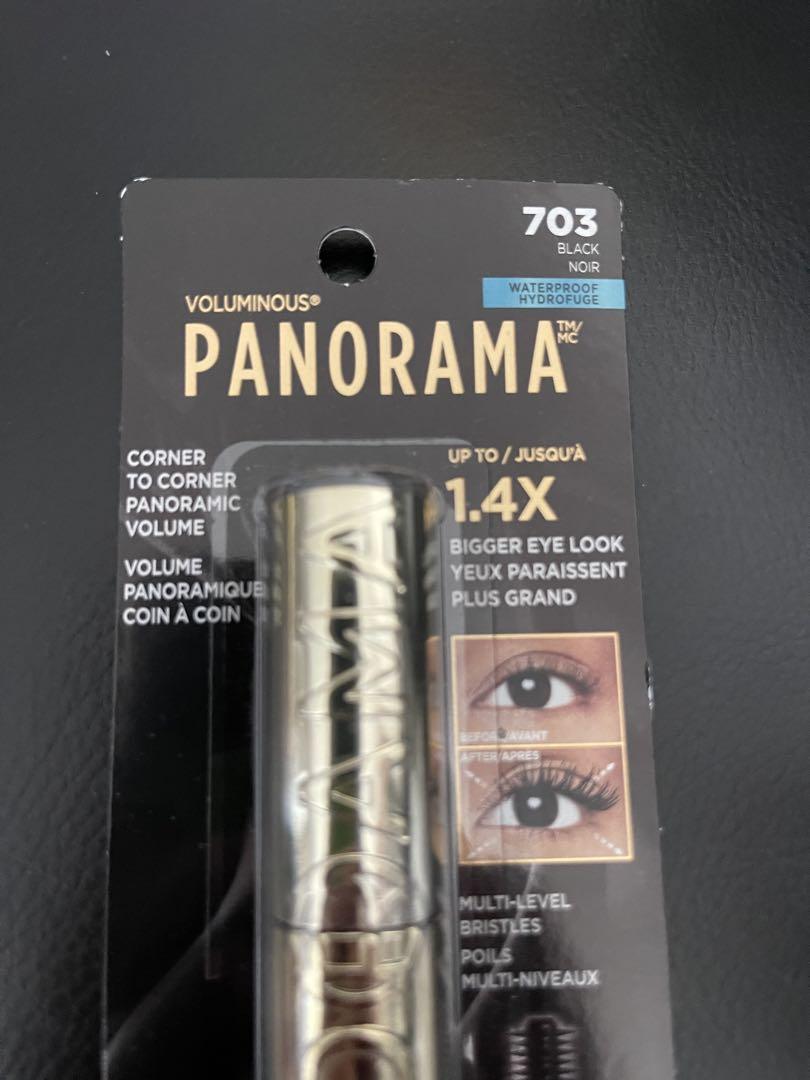 703
BLACK
NOIR
WATERPROOF
HYDROFUGE
VOLUMINOUS®
PANORAMA™/MC
CORNER
TO CORNER
PANORAMIC
VOLUME
VOLUME
PANORAMIQUE
COIN À COIN
UP TO / JUSQU'À
1.4X
BIGGER EYE LOOK
YEUX PARAISSENT
PLUS GRAND
BEFORE/AVANT
AFTER/APRÈS
MULTI-LEVEL
BRISTLES
POILS
MULTI-NIVEAUX